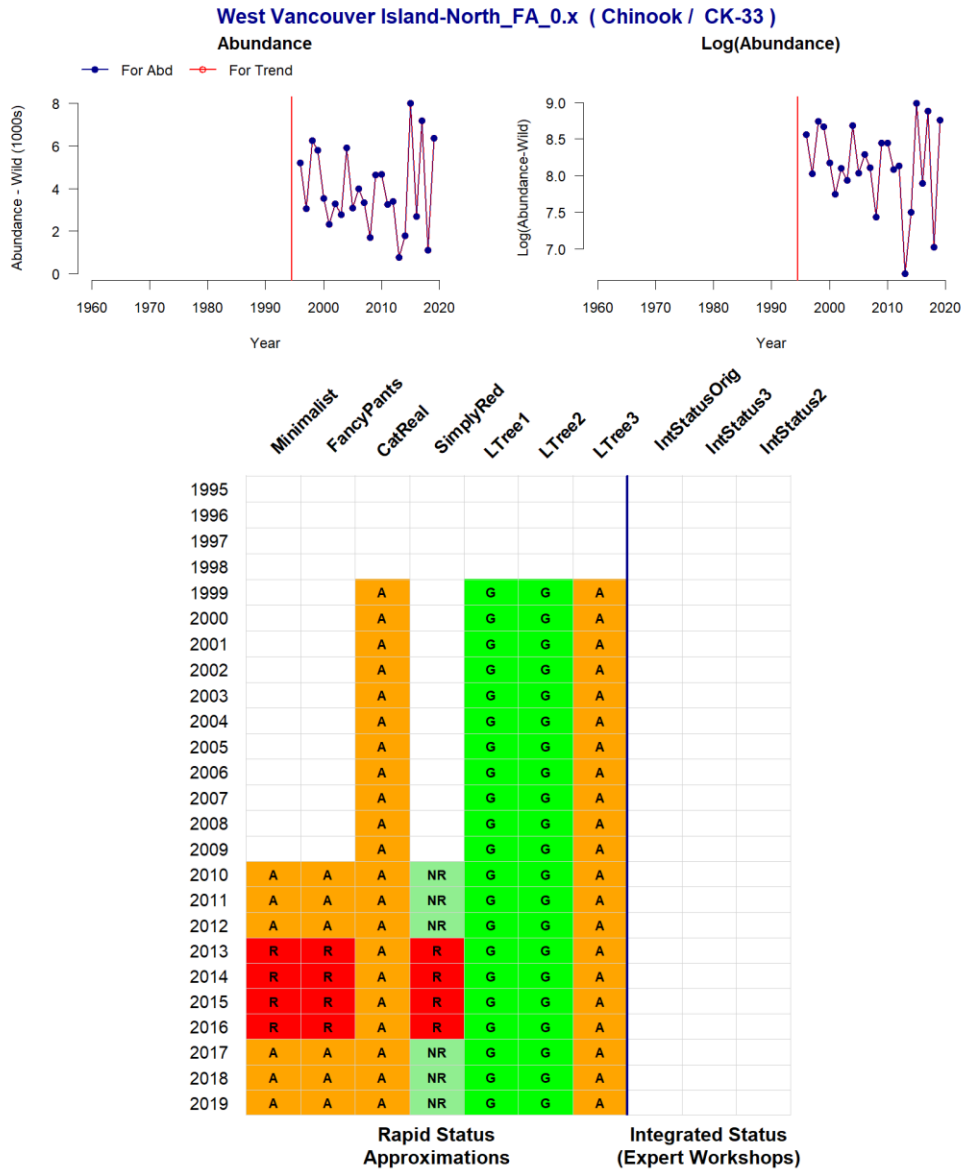 West Vancouver Island-North_FA_0.x ( Chinook / CK-33 )
Abundance
For Abd For Trend
Abundance - Wild (1000s)
8
6
4
2
0
1960 1970 1980 1990 2000 2010 2020
Year
Log(Abundance)
Log(Abundance-Wild)
9.0
8.5
8.0
7.5
7.0
1960 1970 1980 1990 2000 2010 2020
Year
Minimalist FancyPants CatReal SimplyRed LTree1 LTree2 LTree3 IntStatusOrig IntStatus3 IntStatus2
1995
1996
1997
1998
1999 A G G A
2000 A G G A
2001 A G G A
2002 A G G A
2003 A G G A
2004 A G G A
2005 A G G A
2006 A G G A
2007 A G G A
2008 A G G A
2009 A G G A
2010 A A A NR G G A
2011 A A A NR G G A
2012 A A A NR G G A
2013 R R A R G G A
2014 R R A R G G A
2015 R R A R G G A
2016 R R A R G G A
2017 A A A NR G G A
2018 A A A NR G G A
2019 A A A NR G G A
Rapid Status
Approximations
Integrated Status
(Expert Workshops)